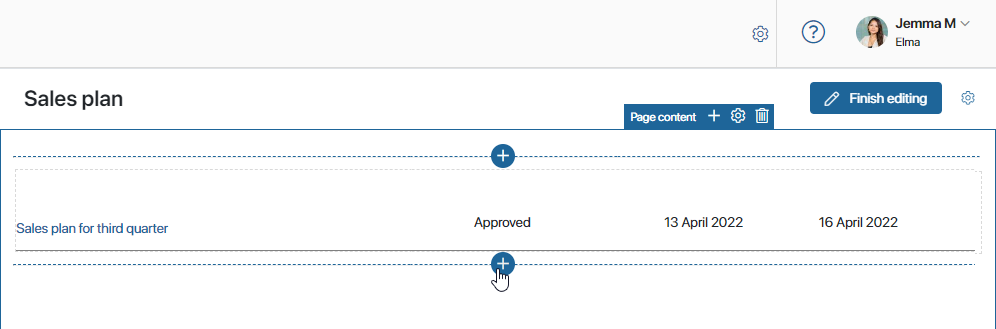 Jemma M
Elma
Sales plan
Finish editing
Page content
Sales plan for third quarter
Approved
13 April 2022
16 April 2022